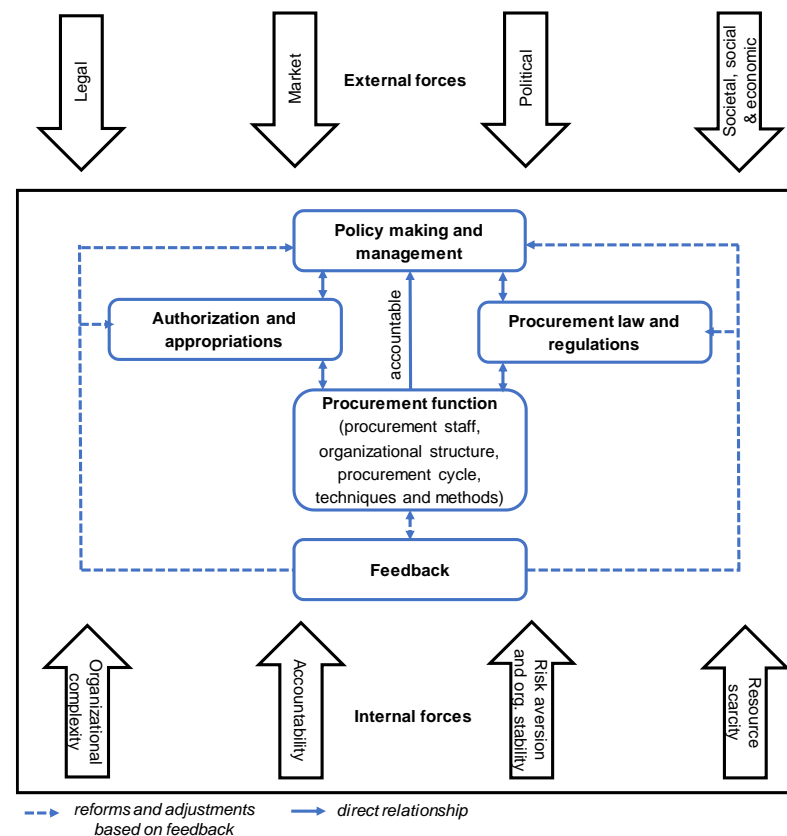 Legal
Market
External forces
Political
Societal, social
& economic
Policy making and
management
Authorization and
appropriations
accountable
Procurement law and
regulations
Procurement function
(procurement staff,
organizational structure,
procurement cycle,
techniques and methods)
Feedback
Organizational
complexity
Accountability
Internal forces
Risk aversion
and org. stability
Resource
scarcity
reforms and adjustments
based on feedback
direct relationship